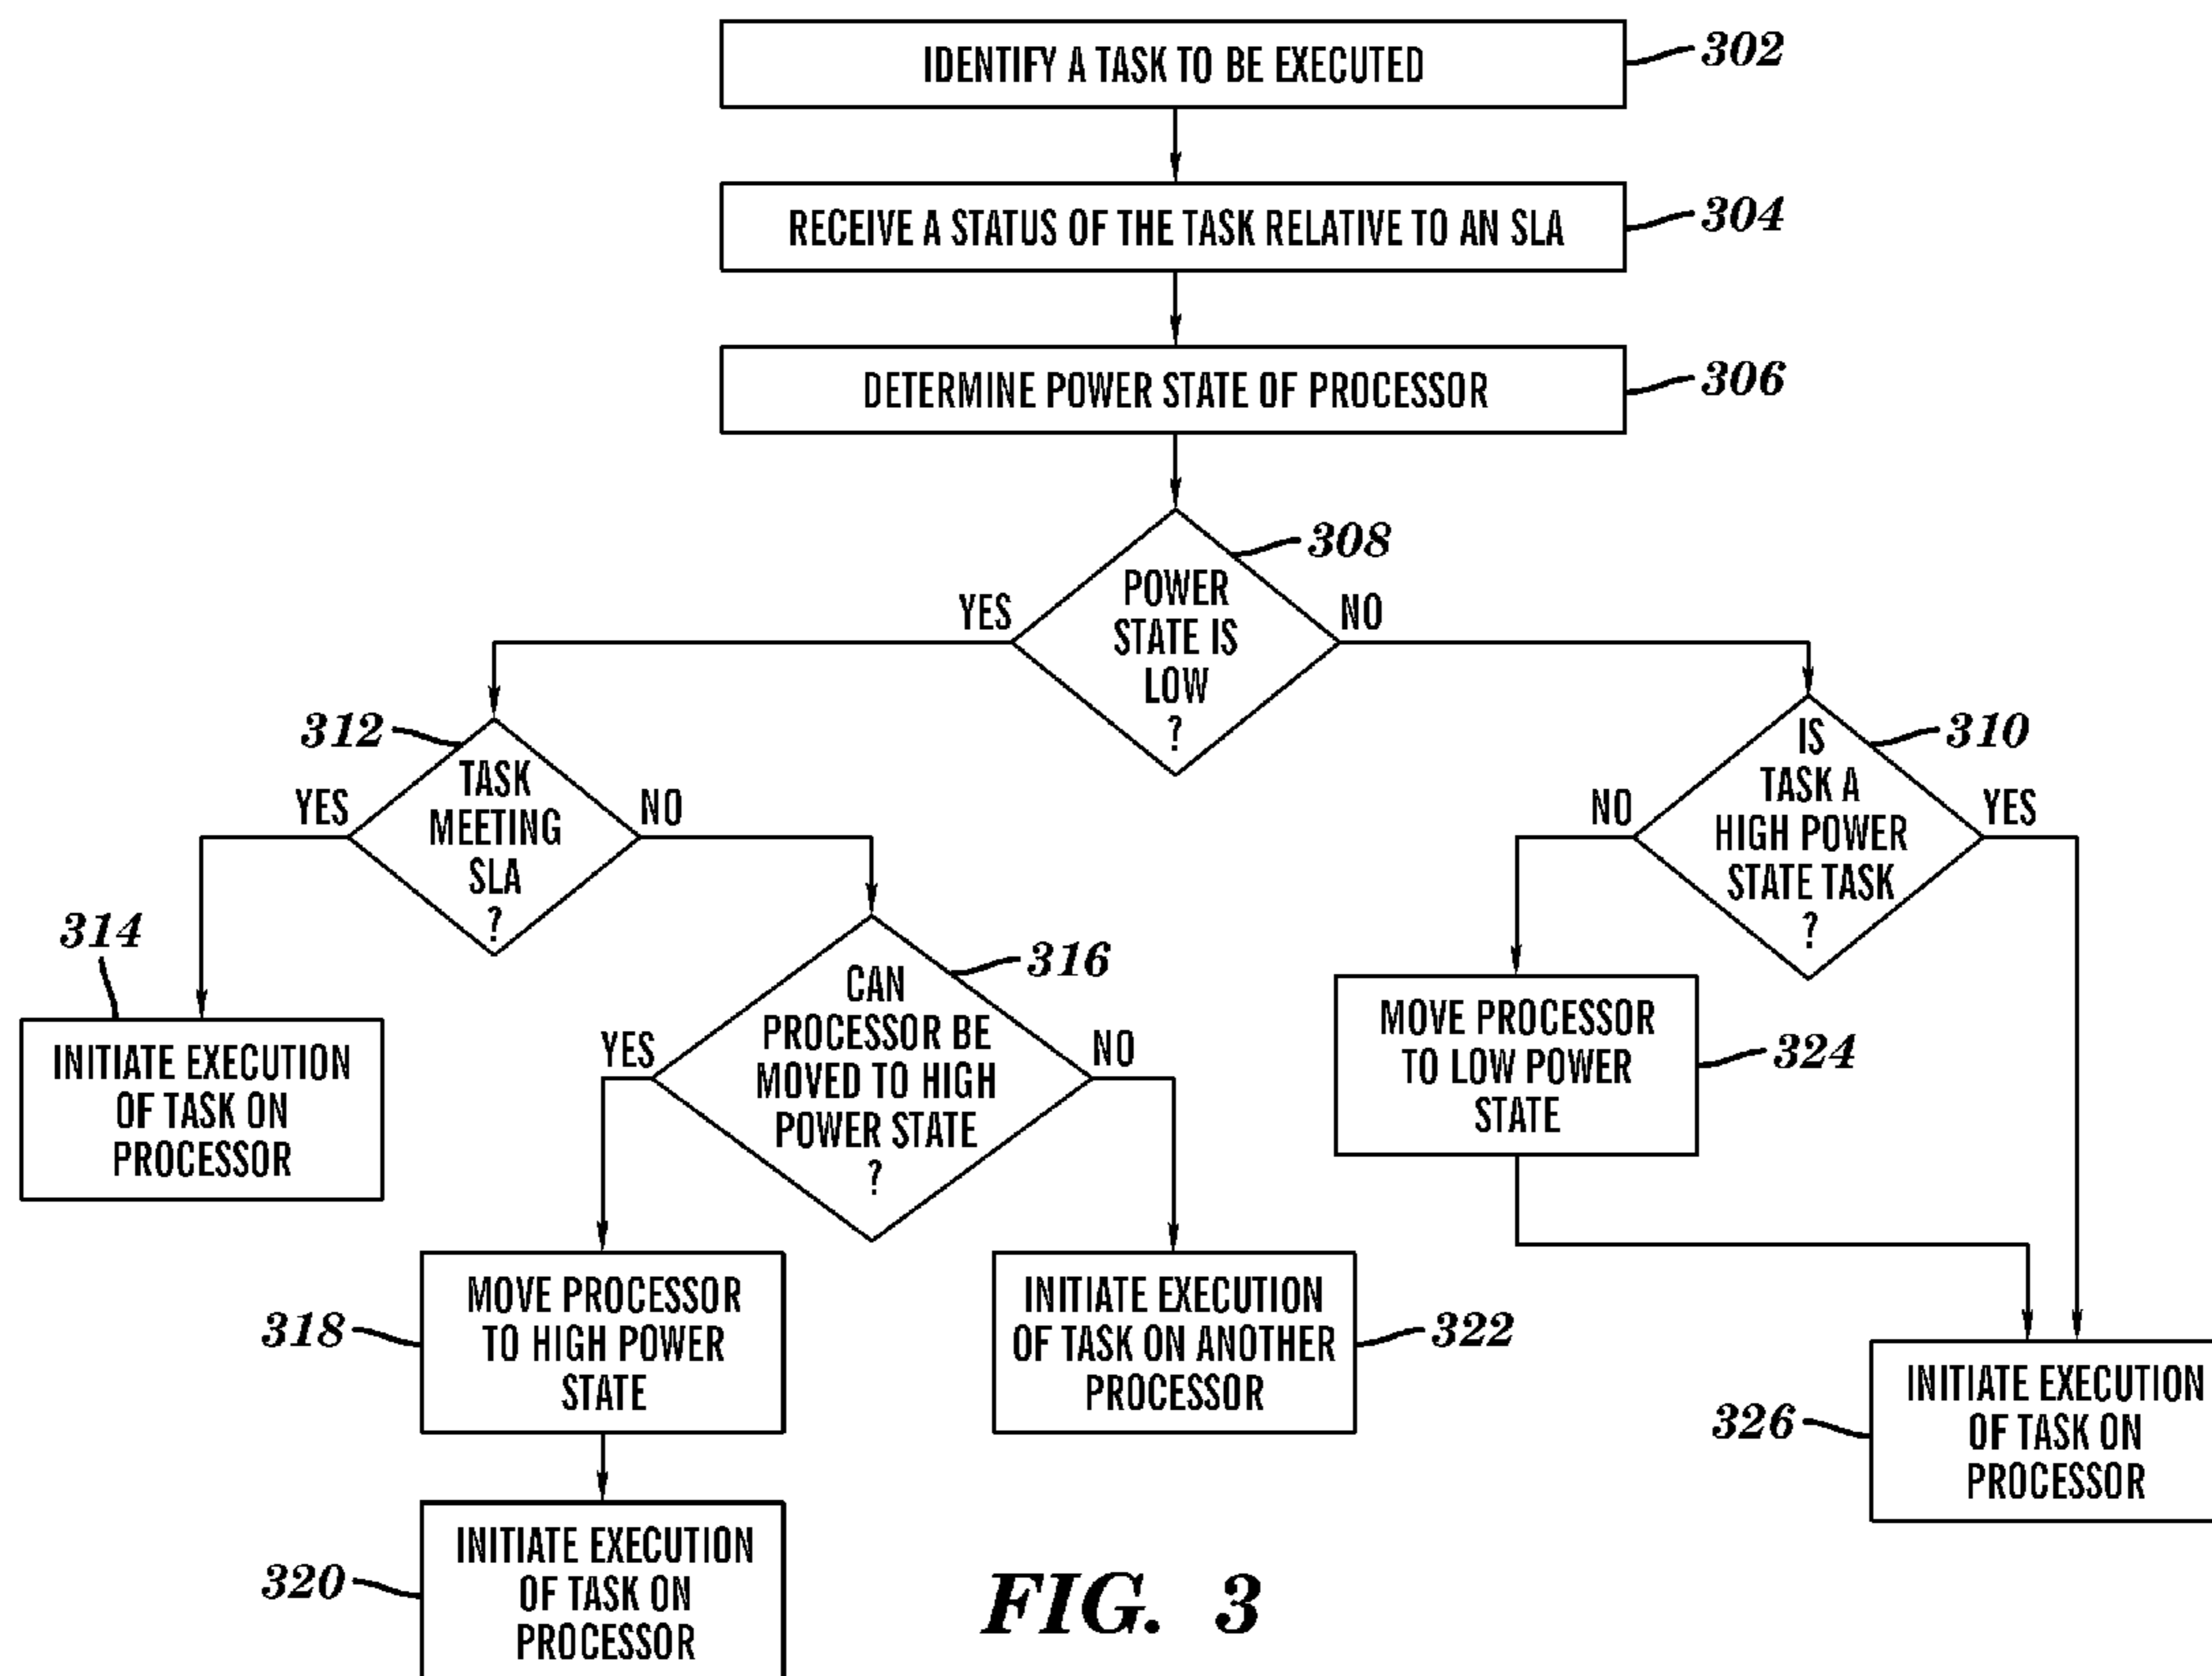 IDENTIFY A TASK TO BE EXECUTED
302
RECEIVE A STATUS OF THE TASK RELATIVE TO AN SLA
304
DETERMINE POWER STATE OF PROCESSOR
306
308
POWER
STATE IS
LOW
?
YES
NO
312
TASK
MEETING
SLA
?
YES
NO
310
IS
TASK A
HIGH POWER
STATE TASK
?
NO
YES
314
INITIATE EXECUTION
OF TASK ON
PROCESSOR
316
CAN
PROCESSOR BE
MOVED TO HIGH
POWER STATE
?
YES
NO
MOVE PROCESSOR
TO LOW POWER
STATE
324
318
MOVE PROCESSOR
TO HIGH POWER
STATE
INITIATE EXECUTION
OF TASK ON ANOTHER
PROCESSOR
322
326
INITIATE EXECUTION
OF TASK ON
PROCESSOR
320
INITIATE EXECUTION
OF TASK ON
PROCESSOR
FIG. 3